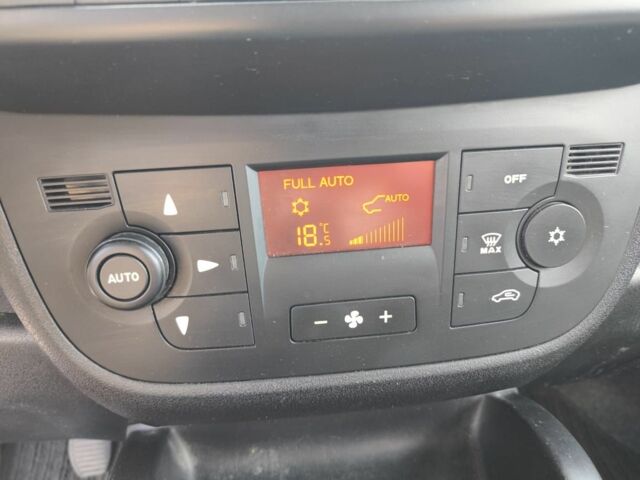 FULL AUTO
AUTO
18.5 °C
OFF
AUTO
MAX
− +